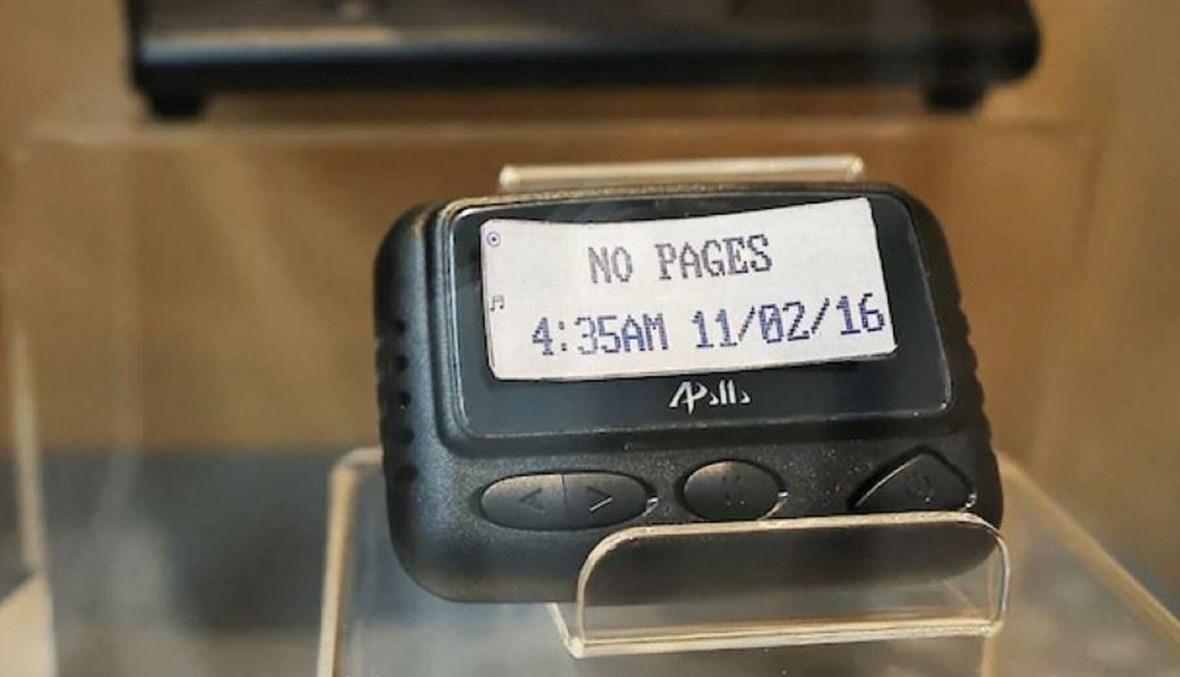 NO PAGES
4:35AM 11/02/16
Apollo